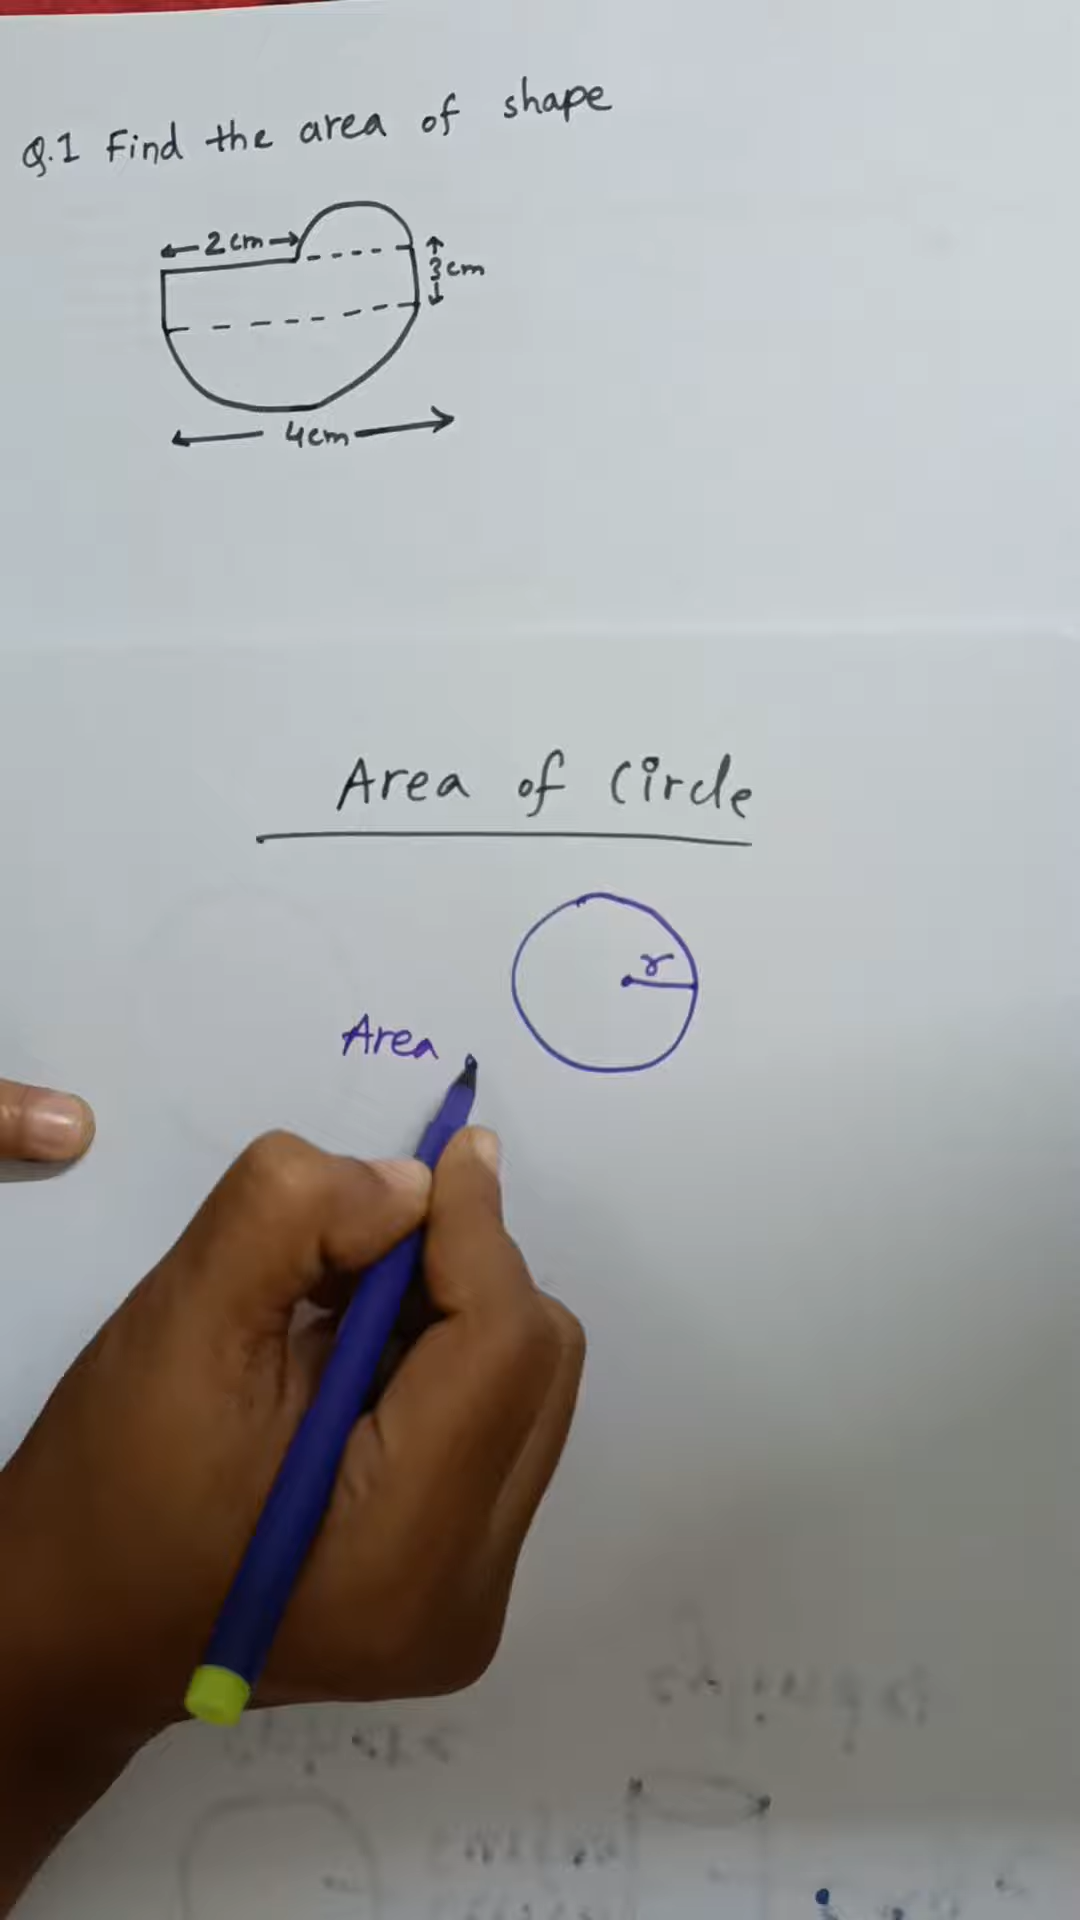 Q.1 Find the area of shape
2cm
3cm
4cm
Area of Circle
r
Area